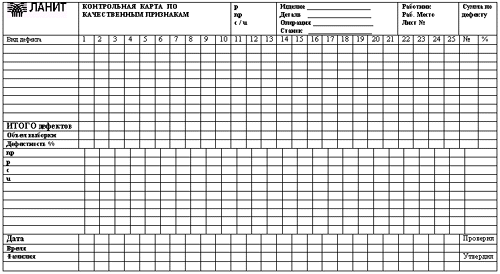 ЛАНИТ
КОНТРОЛЬНАЯ КАРТА ПО
КАЧЕСТВЕННЫМ ПРИЗНАКАМ
p
np
c / u
Изделие
Деталь
Операция
Станок
Работник
Раб. Место
Лист №
Сумма по
дефекту
Вид дефекта 1 2 3 4 5 6 7 8 9 10 11 12 13 14 15 16 17 18 19 20 21 22 23 24 25 № %
ИТОГО дефектов
Объем выборки
Дефектность %
np
p
c
u
Дата Проверил
Время
Фамилия Утвердил